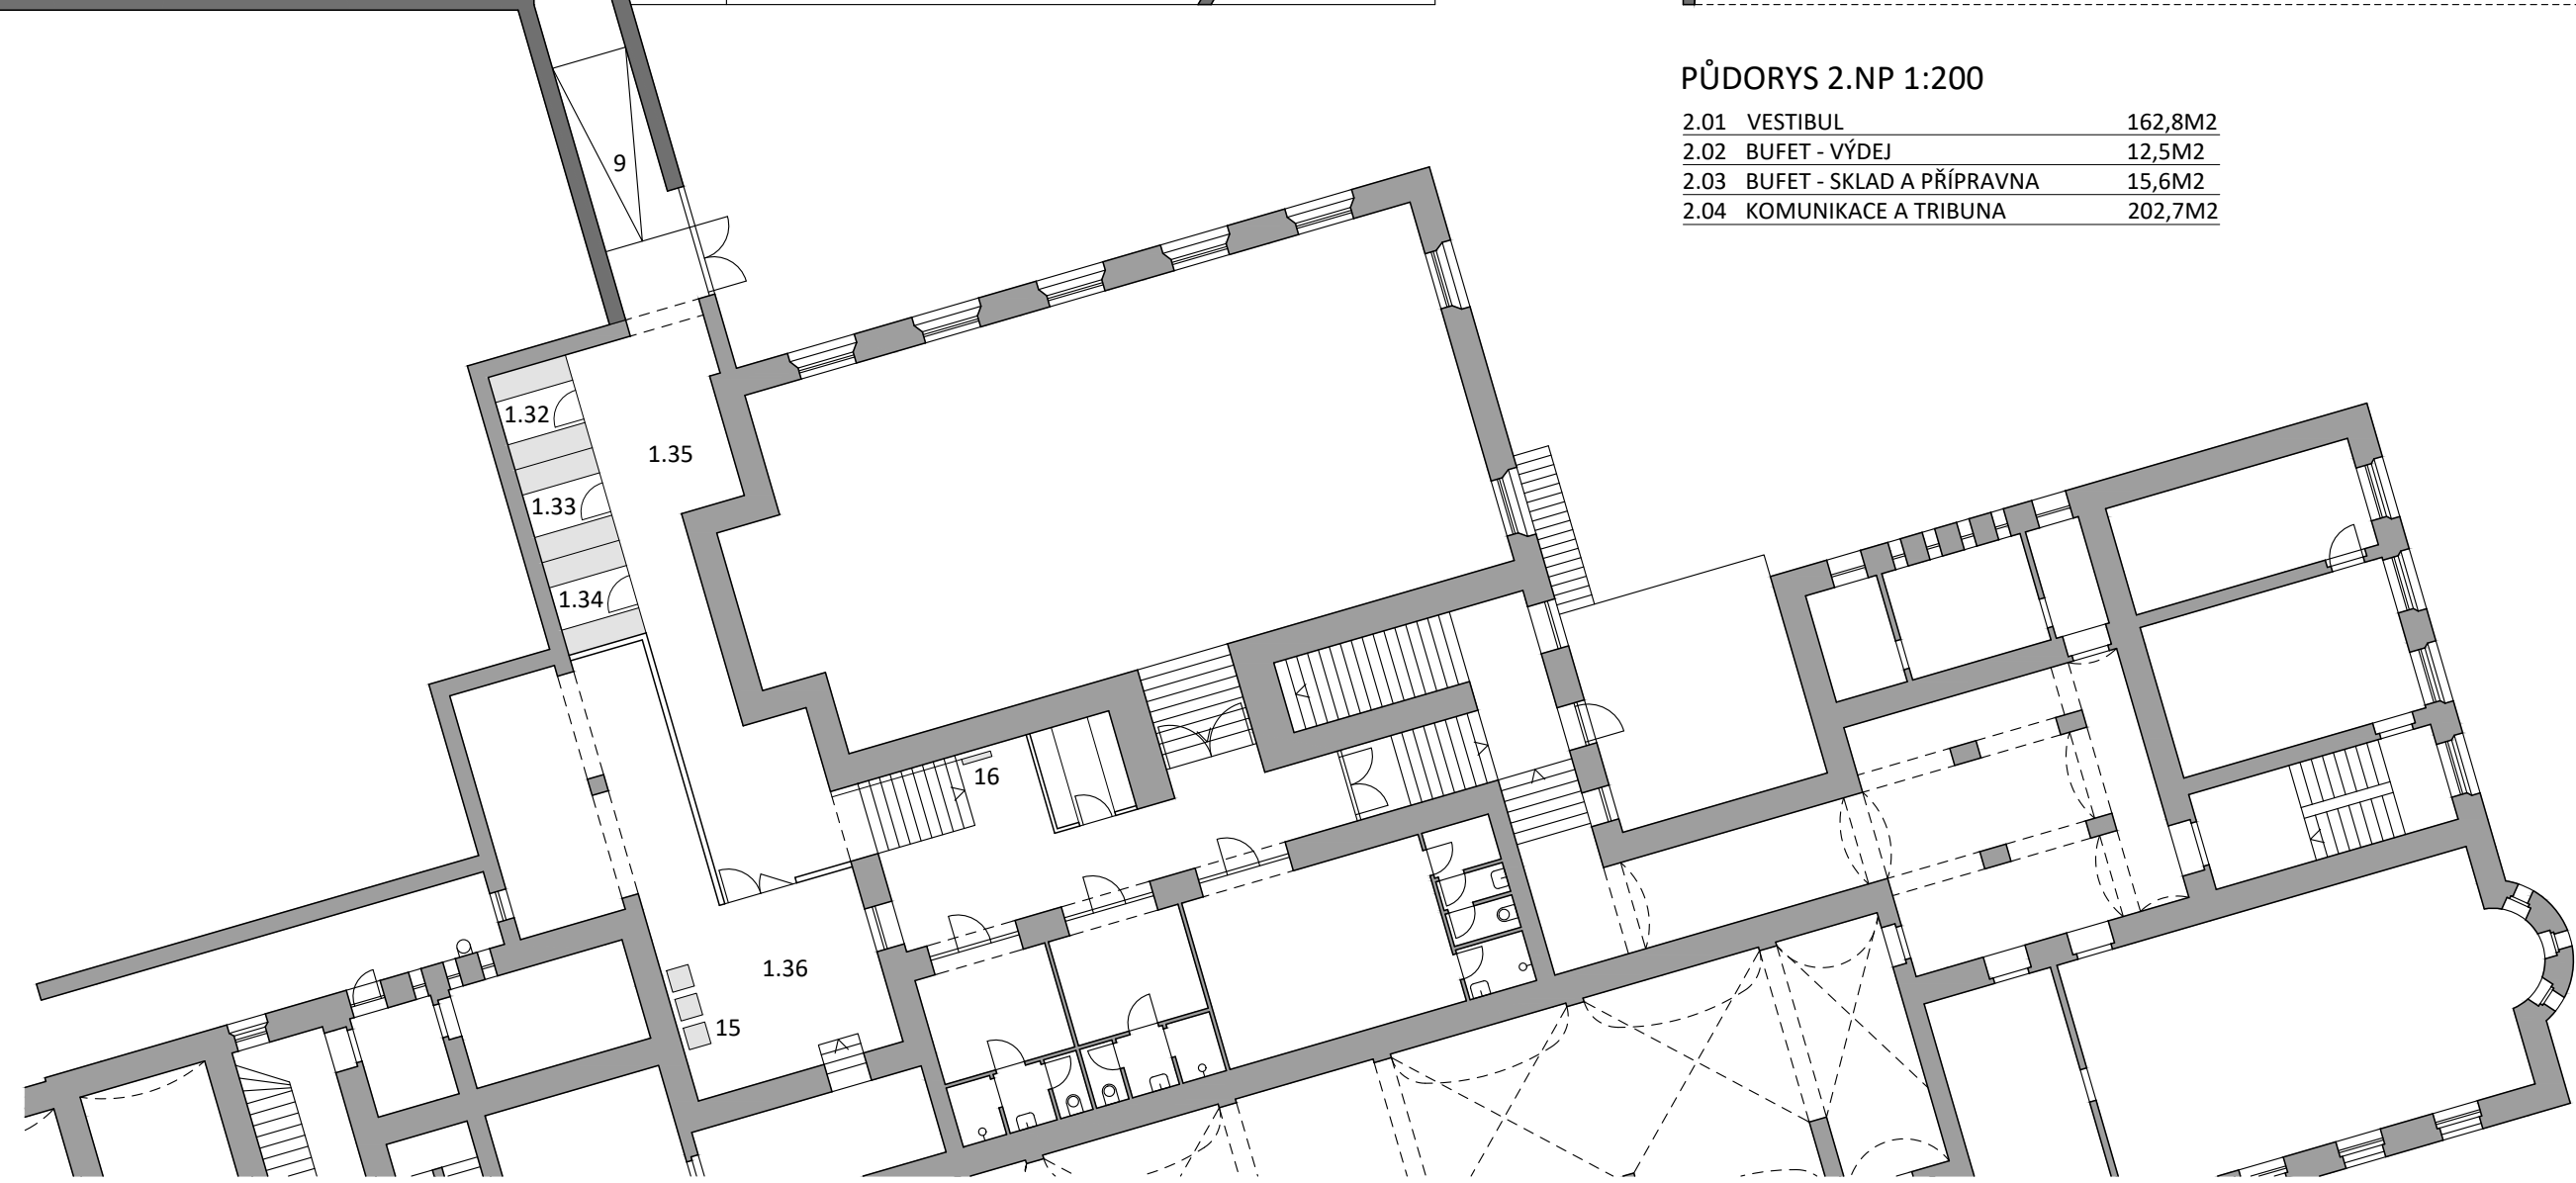 PŮDORYS 2.NP 1:200
2.01 VESTIBUL 162,8M2
2.02 BUFET - VÝDEJ 12,5M2
2.03 BUFET - SKLAD A PŘÍPRAVNA 15,6M2
2.04 KOMUNIKACE A TRIBUNA 202,7M2
9
1.32
1.35
1.33
1.34
16
1.36
15